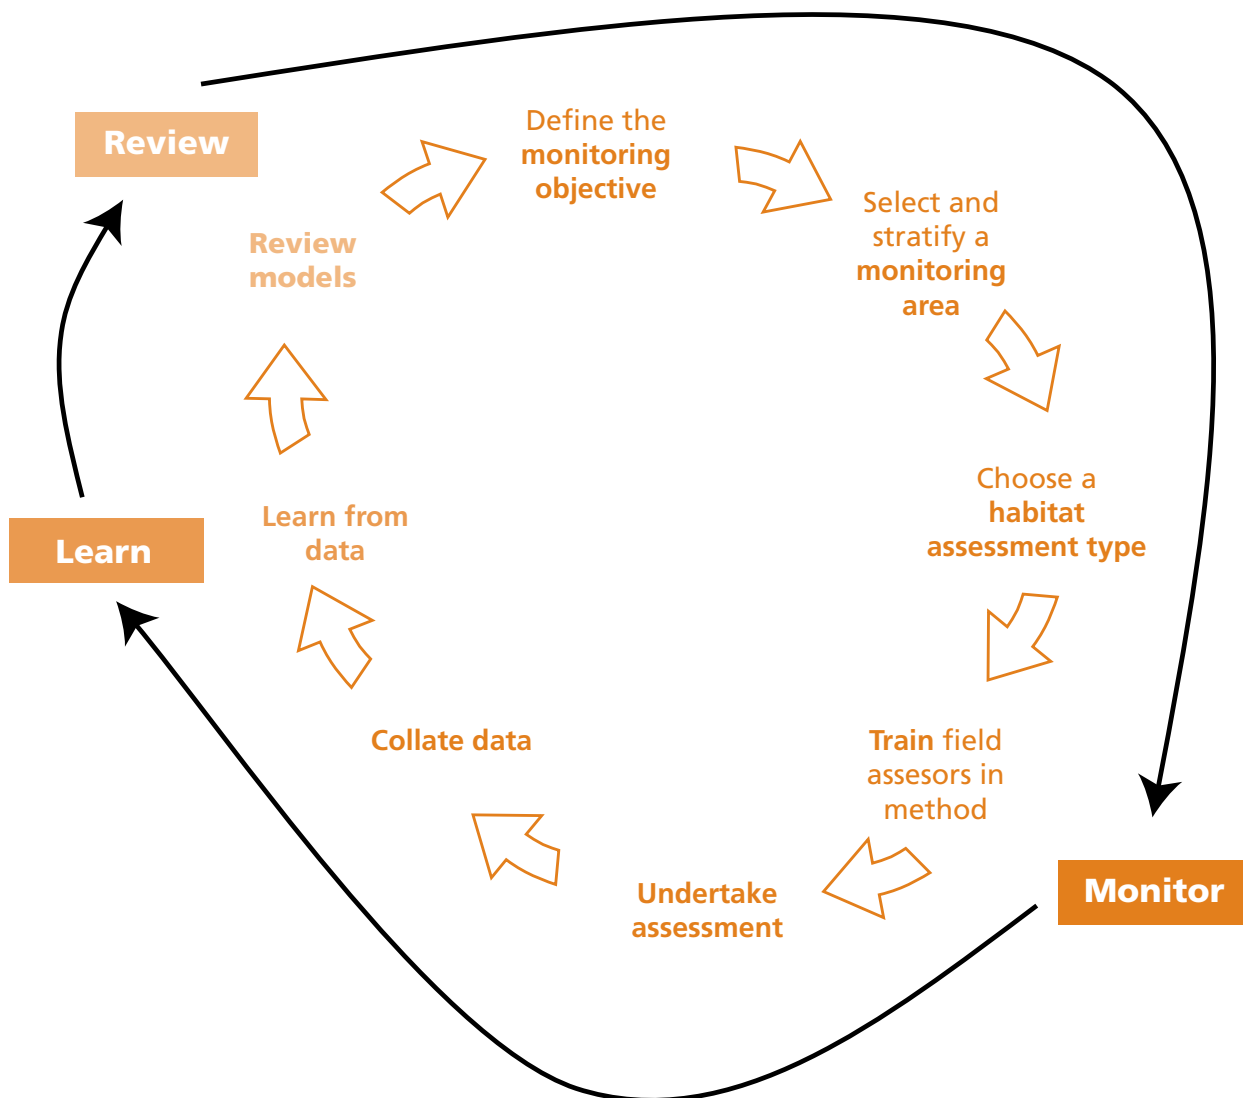 Review
Define the
monitoring
objective
Select and
stratify a
monitoring
area
Review
models
Choose a
habitat
assessment type
Learn from
data
Learn
Train field
assesors in
method
Collate data
Undertake
assessment
Monitor